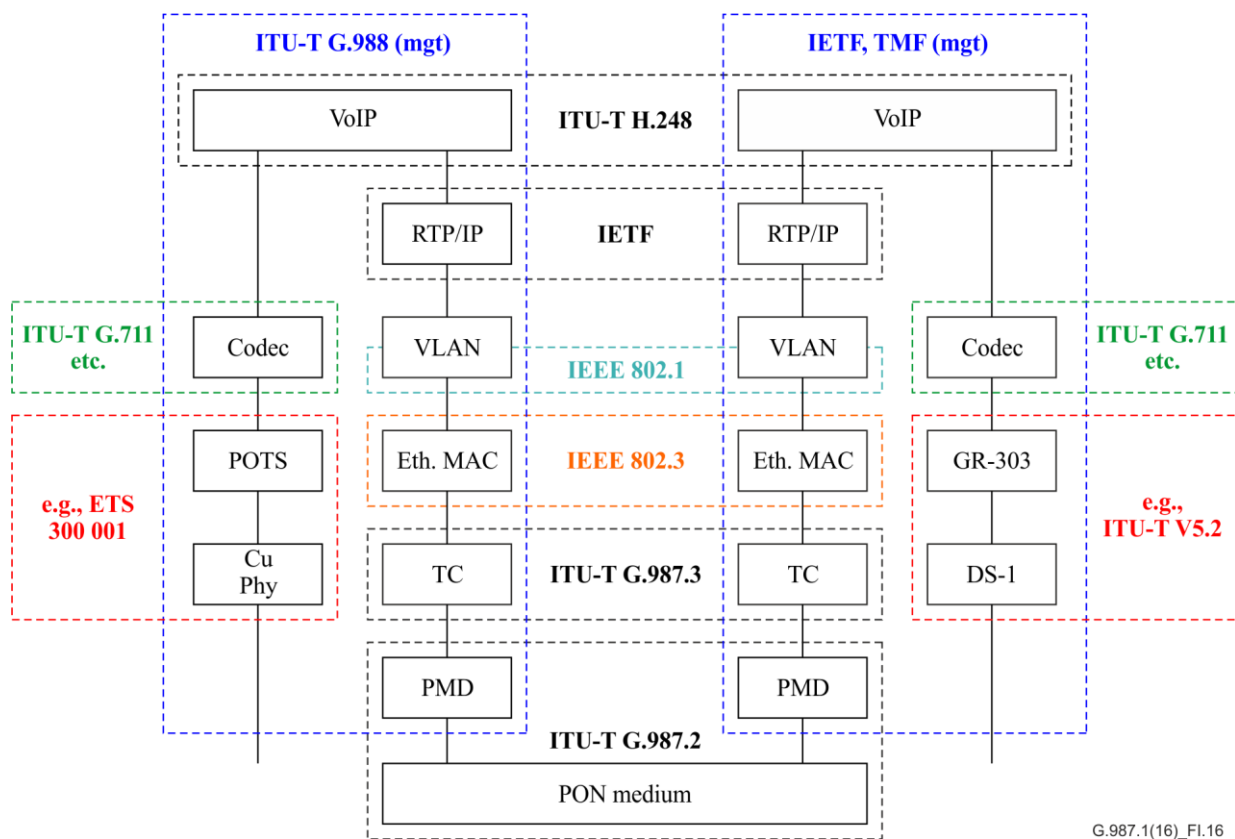 ITU-T G.988 (mgt)
IETF, TMF (mgt)
VoIP
ITU-T H.248
VoIP
RTP/IP
IETF
RTP/IP
ITU-T G.711
etc.
Codec
VLAN
IEEE 802.1
VLAN
Codec
ITU-T G.711
etc.
POTS
Eth. MAC
IEEE 802.3
Eth. MAC
GR-303
e.g., ETS
300 001
e.g.,
ITU-T V5.2
Cu
Phy
TC
ITU-T G.987.3
TC
DS-1
PMD
PMD
ITU-T G.987.2
PON medium
G.987.1(16)_FI.16